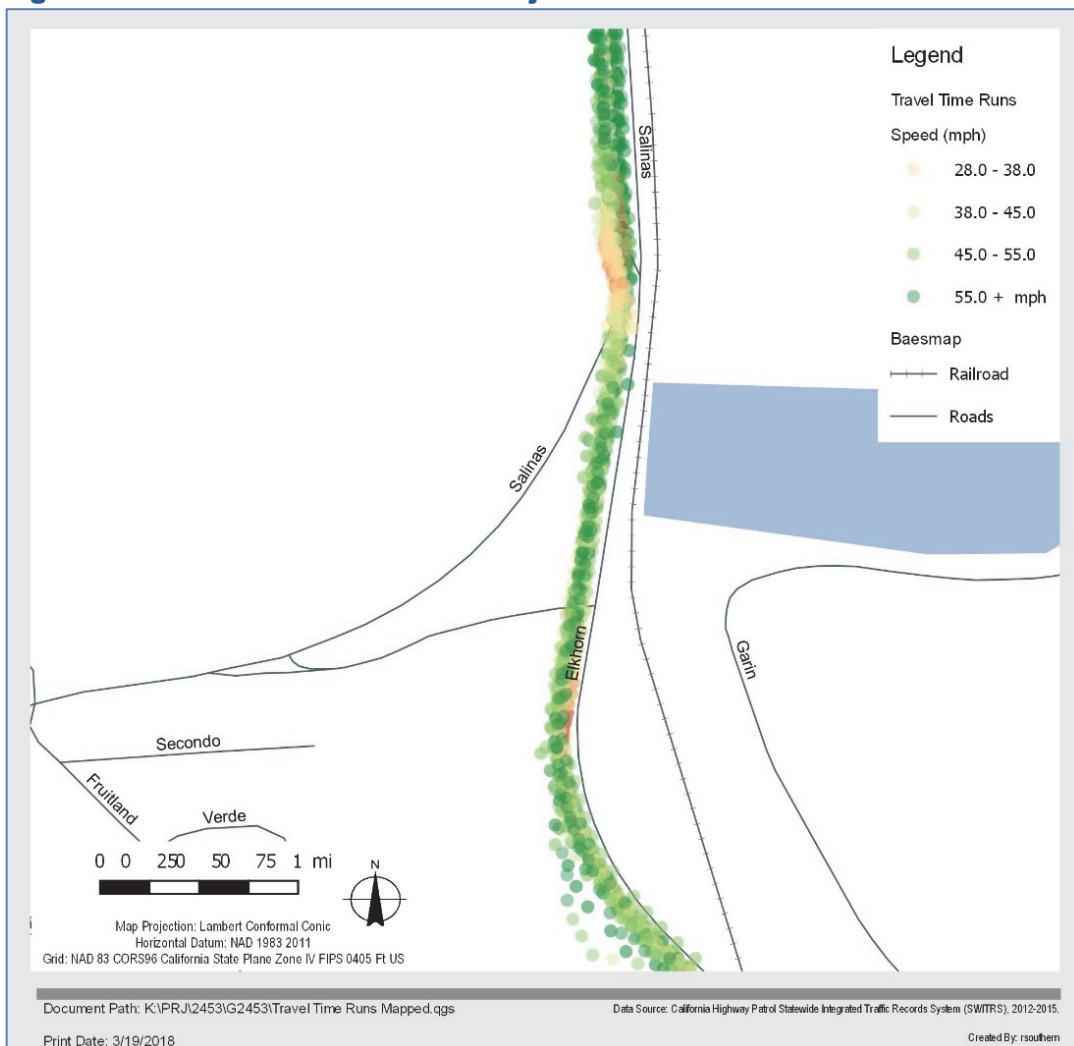 Legend
Travel Time Runs
Speed (mph)
28.0 - 38.0
38.0 - 45.0
45.0 - 55.0
55.0 + mph
Baesmap
Railroad
Roads
Salinas
Salinas
Elkhorn
Garin
Secondo
Fruitland
Verde
0 0 250 50 75 1 mi
N
Map Projection: Lambert Conformal Conic
Horizontal Datum: NAD 1983 2011
Grid: NAD 83 CORS96 California State Plane Zone IV FIPS 0405 Ft US
Document Path: K:\PRJ\2453\G2453\Travel Time Runs Mapped.qgs
Data Source: California Highway Patrol Statewide Integrated Traffic Records System (SWITRS), 2012-2015.
Print Date: 3/19/2018
Created By: rsouthern